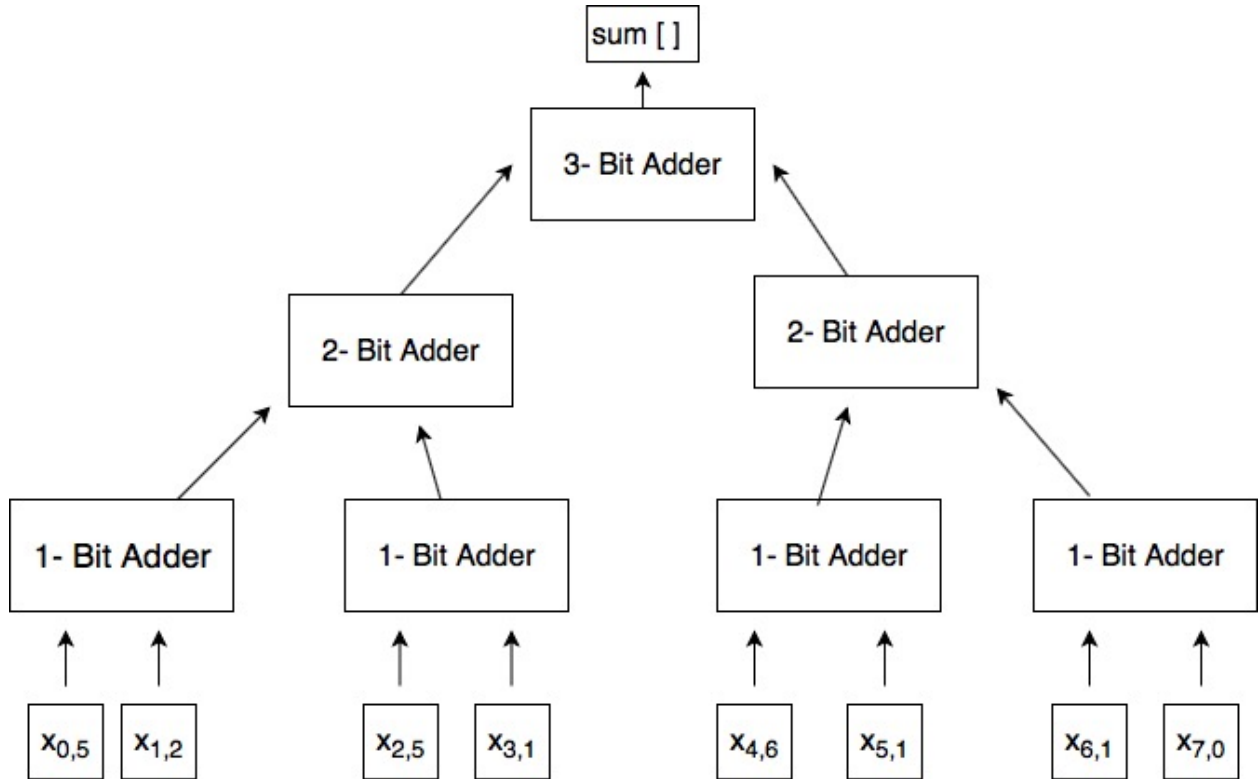 sum [ ]
3- Bit Adder
2- Bit Adder
2- Bit Adder
1- Bit Adder
1- Bit Adder
1- Bit Adder
1- Bit Adder
x0,5
x1,2
x2,5
x3,1
x4,6
x5,1
x6,1
x7,0